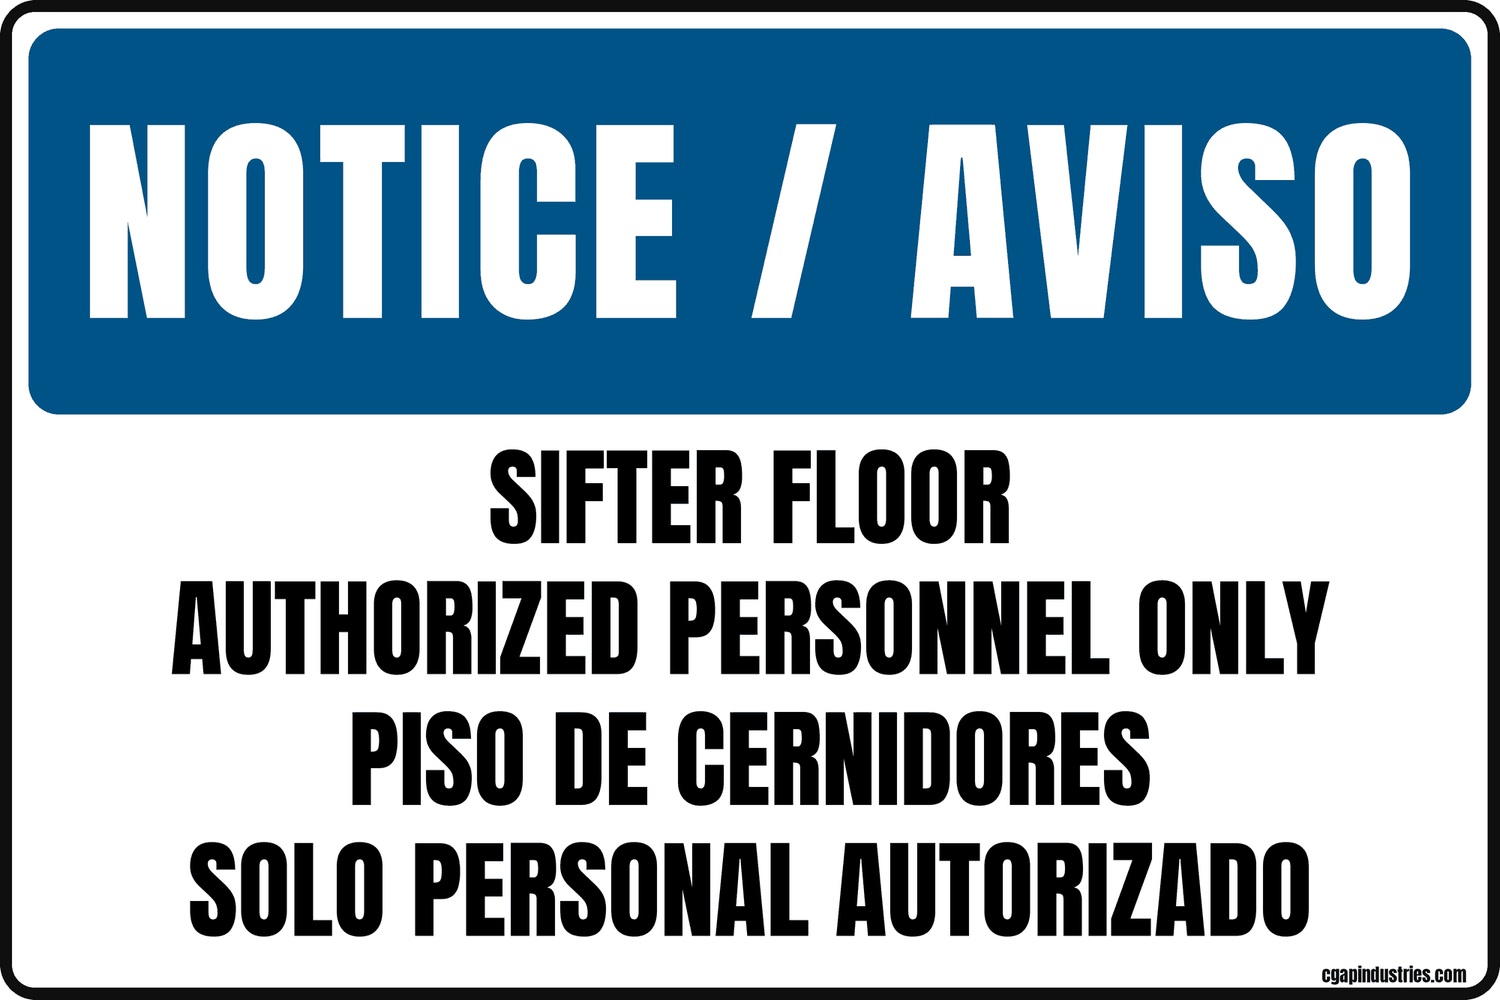 NOTICE / AVISO
SIFTER FLOOR
AUTHORIZED PERSONNEL ONLY
PISO DE CERNIDORES
SOLO PERSONAL AUTORIZADO
cgapindustries.com